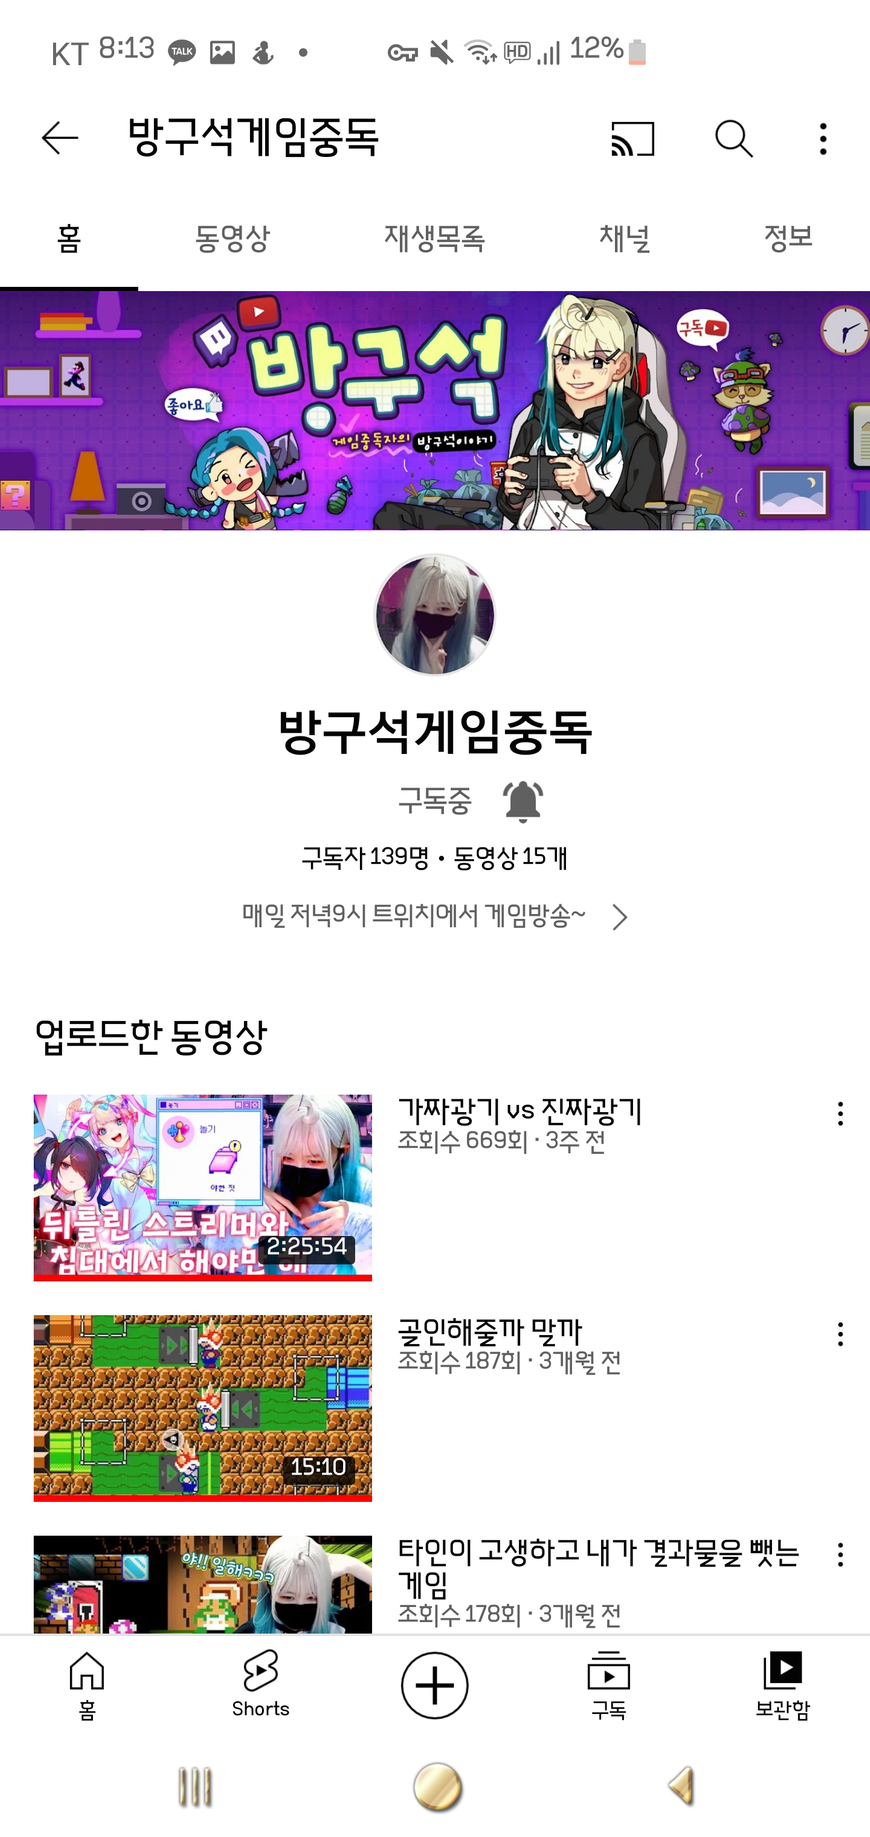 KT 8:13 TALK HD 12%
방구석게임중독
홈 동영상 재생목록 채널 정보
방구석
구독
좋아요
게임중독자의 방구석이야기
방구석게임중독
구독중
구독자 139명 • 동영상 15개
매일 저녁9시 트위치에서 게임방송~
업로드한 동영상
놀기
놀기
야한 짓
뒤틀린 스트리머와
침대에서 해야만 해
2:25:54
가짜광기 vs 진짜광기
조회수 669회 · 3주 전
15:10
골인해줄까 말까
조회수 187회 · 3개월 전
야!! 일해ㅋㅋㅋ
타인이 고생하고 내가 결과물을 뺏는
게임
조회수 178회 · 3개월 전
홈 Shorts 구독 보관함